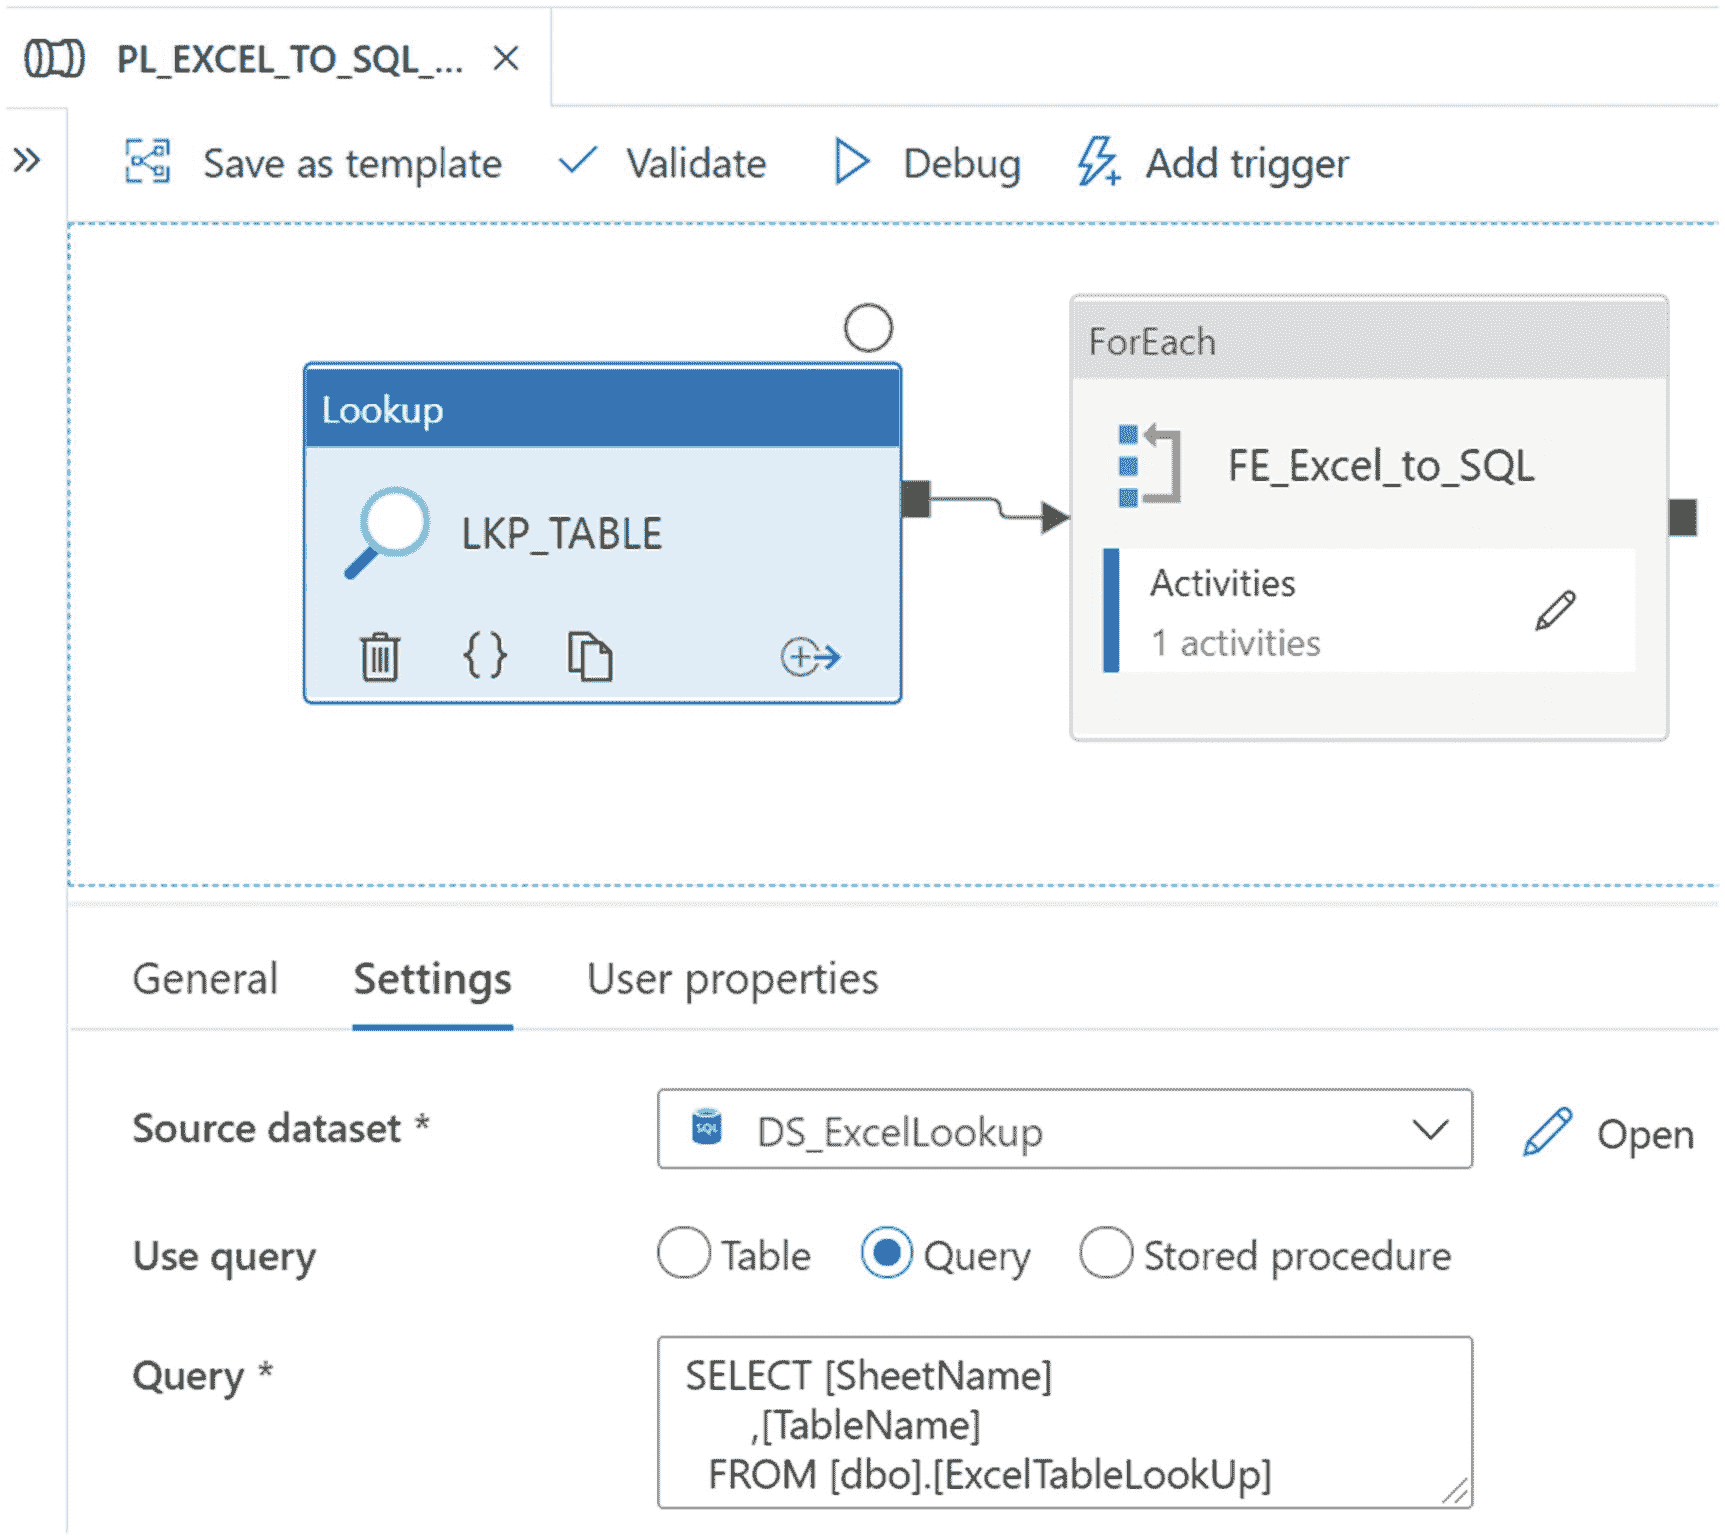 PL_EXCEL_TO_SQL_...
Save as template Validate Debug Add trigger
Lookup
LKP_TABLE
{}
ForEach
FE_Excel_to_SQL
Activities
1 activities
General Settings User properties
Source dataset * SQL DS_ExcelLookup Open
Use query Table Query Stored procedure
Query * SELECT [SheetName]
,[TableName]
FROM [dbo].[ExcelTableLookUp]